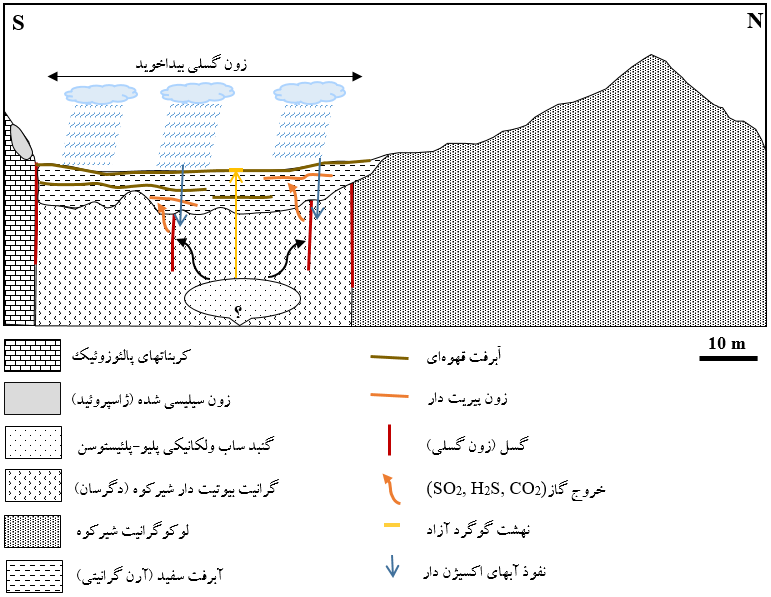 S
N
زون گسلی بیداخوید
؟
10 m
کربناتهای پالئوزوئیک
زون سیلیسی شده (ژاسپروئید)
گنبد ساب ولکانیکی پلیو-پلئیستوسن
گرانیت بیوتیت دار شیرکوه (دگرسان)
لوکوگرانیت شیرکوه
آبرفت سفید (آرن گرانیتی)
آبرفت قهوه‌ای
زون پیریت دار
گسل (زون گسلی)
خروج گاز(SO2, H2S, CO2)
نهشت گوگرد آزاد
نفوذ آبهای اکسیژن دار